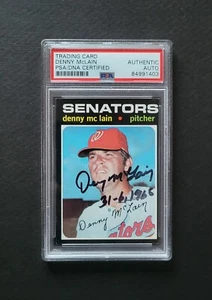 TRADING CARD
DENNY McLAIN
PSA/DNA CERTIFIED
AUTHENTIC
AUTO
84991403
PSA
SENATORS
denny mc lain • pitcher
Denny McLain
31-6, 1968
Denny McLain